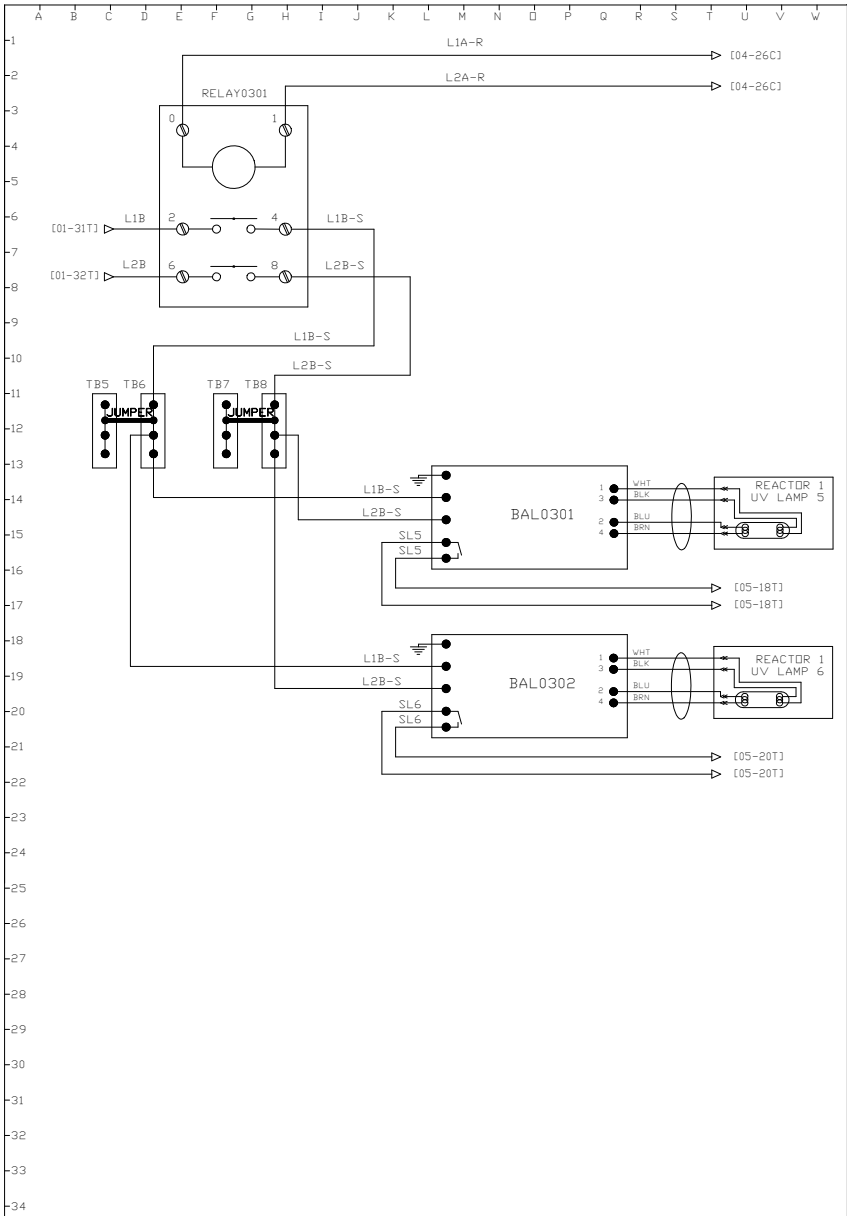 A B C D E F G H I J K L M N O P Q R S T U V W
1
L1A-R
[04-26C]
2
L2A-R
[04-26C]
RELAY0301
3
0 1
4
5
6
[01-31T] L1B 2 4 L1B-S
7
[01-32T] L2B 6 8 L2B-S
8
9
L1B-S
10
L2B-S
11
TB5 TB6 TB7 TB8
JUMPER JUMPER
12
13
14
L1B-S
1 WHT
3 BLK
REACTOR 1
UV LAMP 5
L2B-S
BAL0301
2 BLU
4 BRN
15
SL5
SL5
16
[05-18T]
17
[05-18T]
18
L1B-S
1 WHT
3 BLK
REACTOR 1
UV LAMP 6
19
L2B-S
BAL0302
2 BLU
4 BRN
20
SL6
SL6
21
[05-20T]
22
[05-20T]
23
24
25
26
27
28
29
30
31
32
33
34